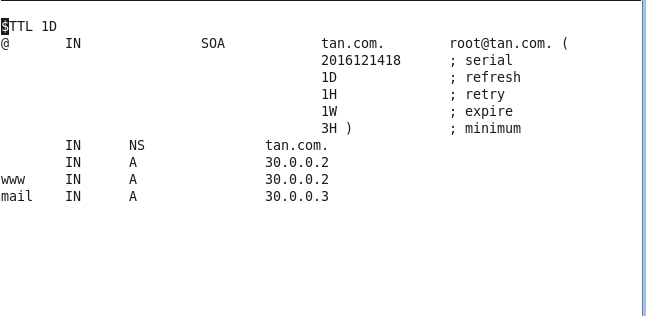 $TTL 1D
@ IN SOA tan.com. root@tan.com. (
2016121418 ; serial
1D ; refresh
1H ; retry
1W ; expire
3H ) ; minimum
IN NS tan.com.
IN A 30.0.0.2
www IN A 30.0.0.2
mail IN A 30.0.0.3